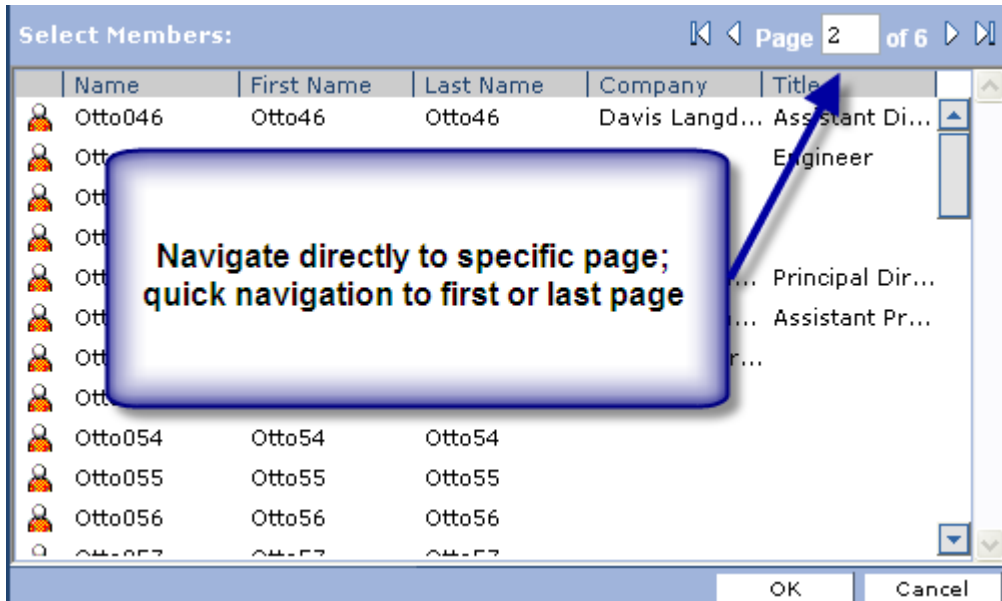 Select Members: Page 2 of 6
Name First Name Last Name Company Title
Otto046 Otto46 Otto46 Davis Langd... Assistant Di...
Engineer
Navigate directly to specific page;
quick navigation to first or last page
Principal Dir...
Assistant Pr...
Otto054 Otto54 Otto54
Otto055 Otto55 Otto55
Otto056 Otto56 Otto56
OK Cancel